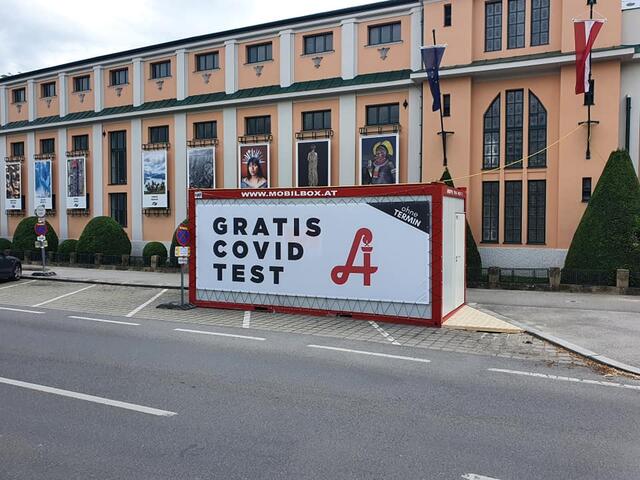 WWW.MOBILBOX.AT
GRATIS
COVID
TEST
ohne
TERMIN